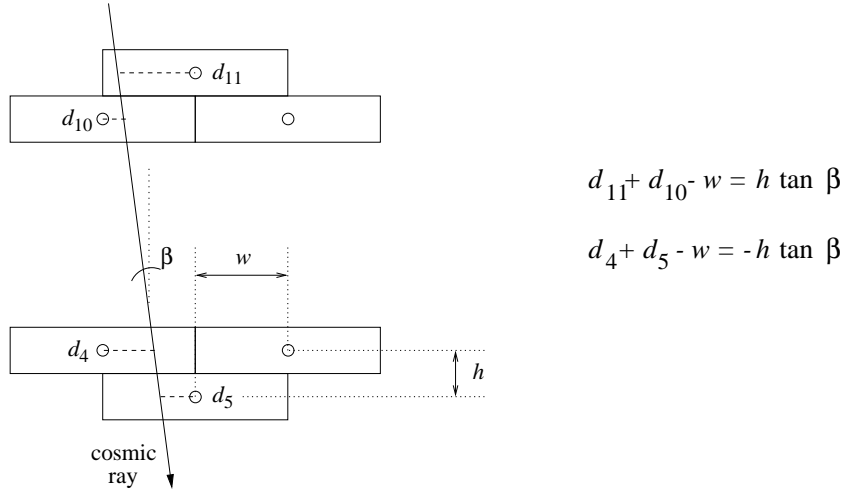 d11
d10
d11 + d10 - w = h tan β
β
w
d4 + d5 - w = - h tan β
d4
h
d5
cosmic
ray